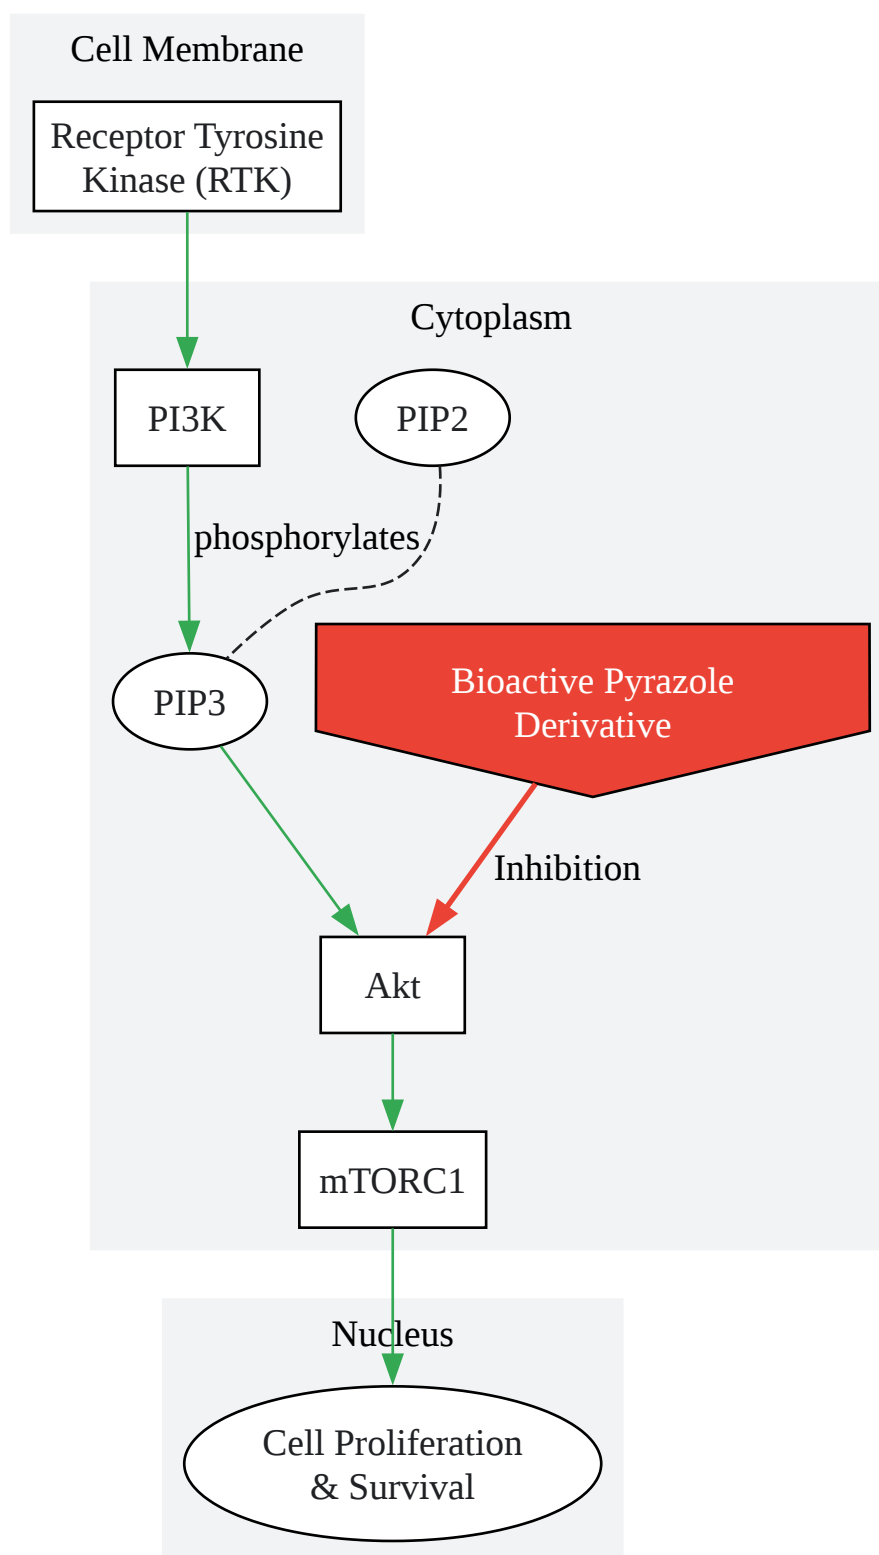 Cell Membrane
Receptor Tyrosine
Kinase (RTK)
Cytoplasm
PI3K
PIP2
phosphorylates
PIP3
Bioactive Pyrazole
Derivative
Inhibition
Akt
mTORC1
Nucleus
Cell Proliferation
& Survival